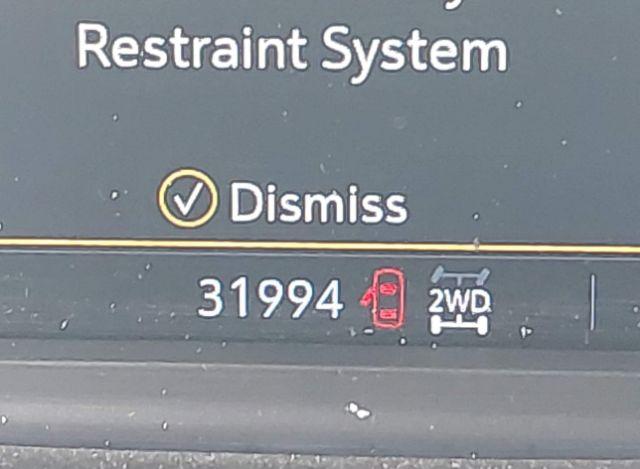 Restraint System
Dismiss
31994 2WD